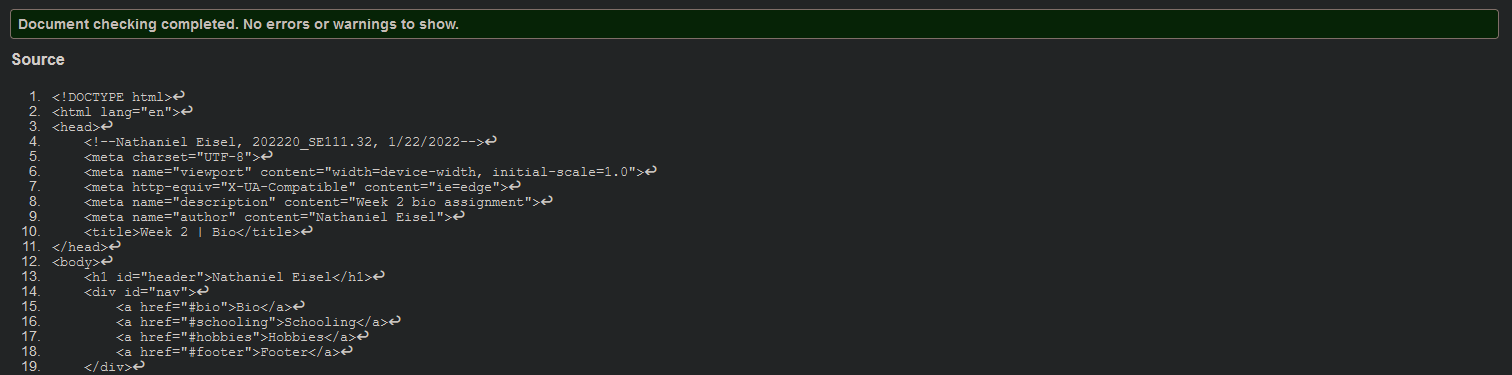 Document checking completed. No errors or warnings to show.
Source
1. <!DOCTYPE html>↩
2. <html lang="en">↩
3. <head>↩
4.     <!--Nathaniel Eisel, 202220_SE111.32, 1/22/2022-->↩
5.     <meta charset="UTF-8">↩
6.     <meta name="viewport" content="width=device-width, initial-scale=1.0">↩
7.     <meta http-equiv="X-UA-Compatible" content="ie=edge">↩
8.     <meta name="description" content="Week 2 bio assignment">↩
9.     <meta name="author" content="Nathaniel Eisel">↩
10.     <title>Week 2 | Bio</title>↩
11. </head>↩
12. <body>↩
13.     <h1 id="header">Nathaniel Eisel</h1>↩
14.     <div id="nav">↩
15.         <a href="#bio">Bio</a>↩
16.         <a href="#schooling">Schooling</a>↩
17.         <a href="#hobbies">Hobbies</a>↩
18.         <a href="#footer">Footer</a>↩
19.     </div>↩